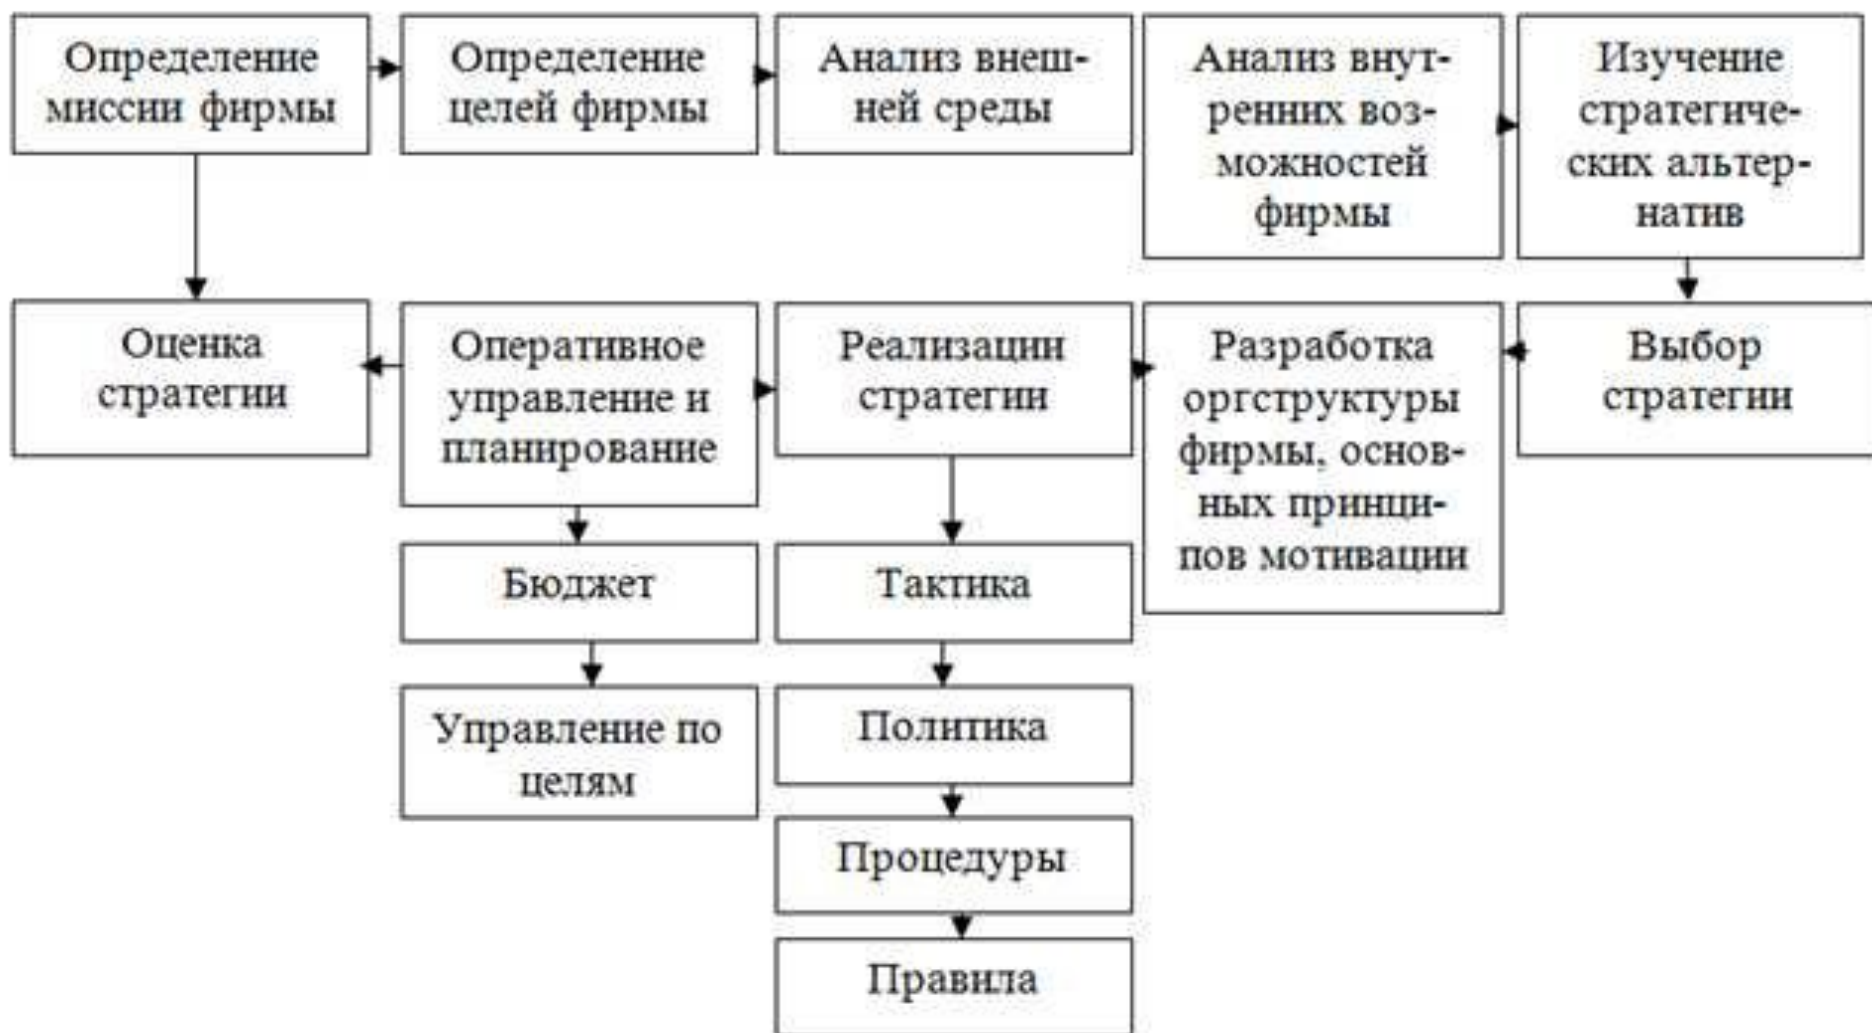 Определение
миссии фирмы
Определение
целей фирмы
Анализ внеш-
ней среды
Анализ внут-
ренних воз-
можностей
фирмы
Изучение
стратегиче-
ских альтер-
натив
Оценка
стратегии
Оперативное
управление и
планирование
Реализации
стратегии
Разработка
оргструктуры
фирмы, основ-
ных принци-
пов мотивации
Выбор
стратегии
Бюджет
Тактика
Управление по
целям
Политика
Процедуры
Правила